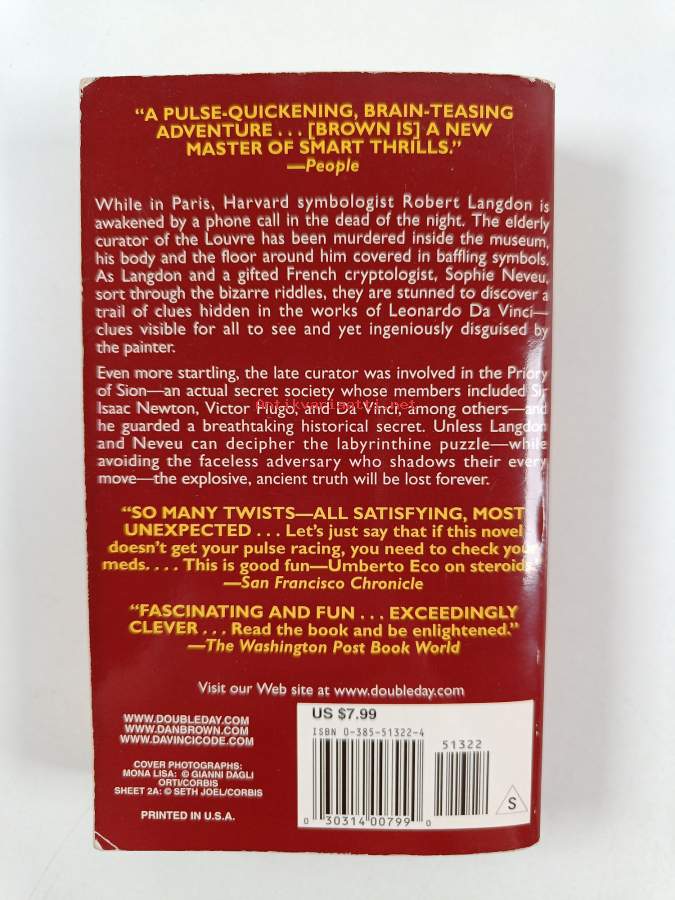 “A PULSE-QUICKENING, BRAIN-TEASING
ADVENTURE . . . [BROWN IS] A NEW
MASTER OF SMART THRILLS.”
—People
While in Paris, Harvard symbologist Robert Langdon is
awakened by a phone call in the dead of the night. The elderly
curator of the Louvre has been murdered inside the museum,
his body and the floor around him covered in baffling symbols.
As Langdon and a gifted French cryptologist, Sophie Neveu,
sort through the bizarre riddles, they are stunned to discover a
trail of clues hidden in the works of Leonardo Da Vinci—
clues visible for all to see and yet ingeniously disguised by
the painter.
Even more startling, the late curator was involved in the Priory
of Sion—an actual secret society whose members included Sir
Isaac Newton, Victor Hugo, and Da Vinci, among others—and
he guarded a breathtaking historical secret. Unless Langdon
and Neveu can decipher the labyrinthine puzzle—while
avoiding the faceless adversary who shadows their every
move—the explosive, ancient truth will be lost forever.
Antikvariaatti.net
“SO MANY TWISTS—ALL SATISFYING, MOST
UNEXPECTED . . . Let’s just say that if this novel
doesn’t get your pulse racing, you need to check your
meds. . . . This is good fun—Umberto Eco on steroids.”
—San Francisco Chronicle
“FASCINATING AND FUN . . . EXCEEDINGLY
CLEVER . . . Read the book and be enlightened.”
—The Washington Post Book World
Visit our Web site at www.doubleday.com
WWW.DOUBLEDAY.COM
WWW.DANBROWN.COM
WWW.DAVINCICODE.COM
COVER PHOTOGRAPHS:
MONA LISA: © GIANNI DAGLI
ORTI/CORBIS
SHEET 2A: © SETH JOEL/CORBIS
PRINTED IN U.S.A.
US $7.99
ISBN 0-385-51322-4
51322
0 30314 00799 0
S